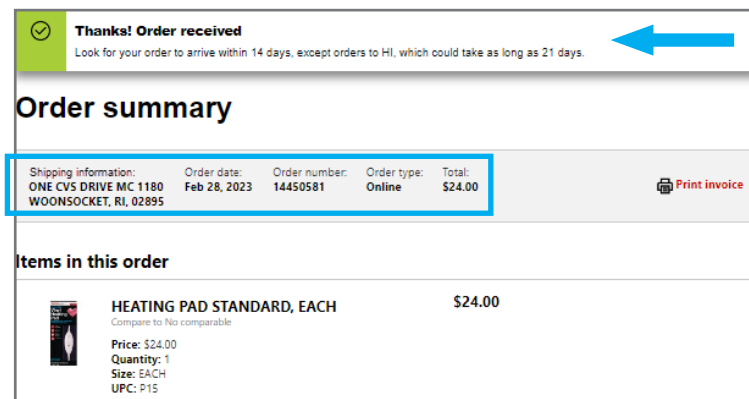 Thanks! Order received
Look for your order to arrive within 14 days, except orders to HI, which could take as long as 21 days.
Order summary
Shipping information: Order date: Order number: Order type: Total:
ONE CVS DRIVE MC 1180 Feb 28, 2023 14450581 Online $24.00
WOONSOCKET, RI, 02895
Print invoice
Items in this order
HEATING PAD STANDARD, EACH $24.00
Compare to No comparable
Price: $24.00
Quantity: 1
Size: EACH
UPC: P15